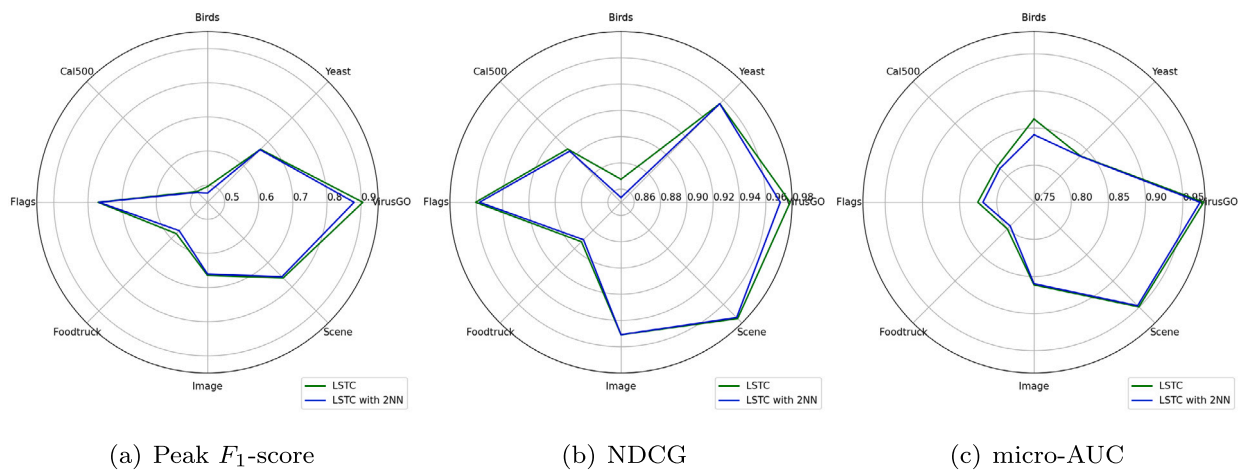 Birds
Cal500
Yeast
Flags
0.5 0.6 0.7 0.8 0.9
VirusGO
Foodtruck
Scene
Image
LSTC
LSTC with 2NN
(a) Peak F₁-score
Birds
Cal500
Yeast
Flags
0.86 0.88 0.90 0.92 0.94 0.96 0.98
VirusGO
Foodtruck
Scene
Image
LSTC
LSTC with 2NN
(b) NDCG
Birds
Cal500
Yeast
Flags
0.75 0.80 0.85 0.90 0.95
VirusGO
Foodtruck
Scene
Image
LSTC
LSTC with 2NN
(c) micro-AUC